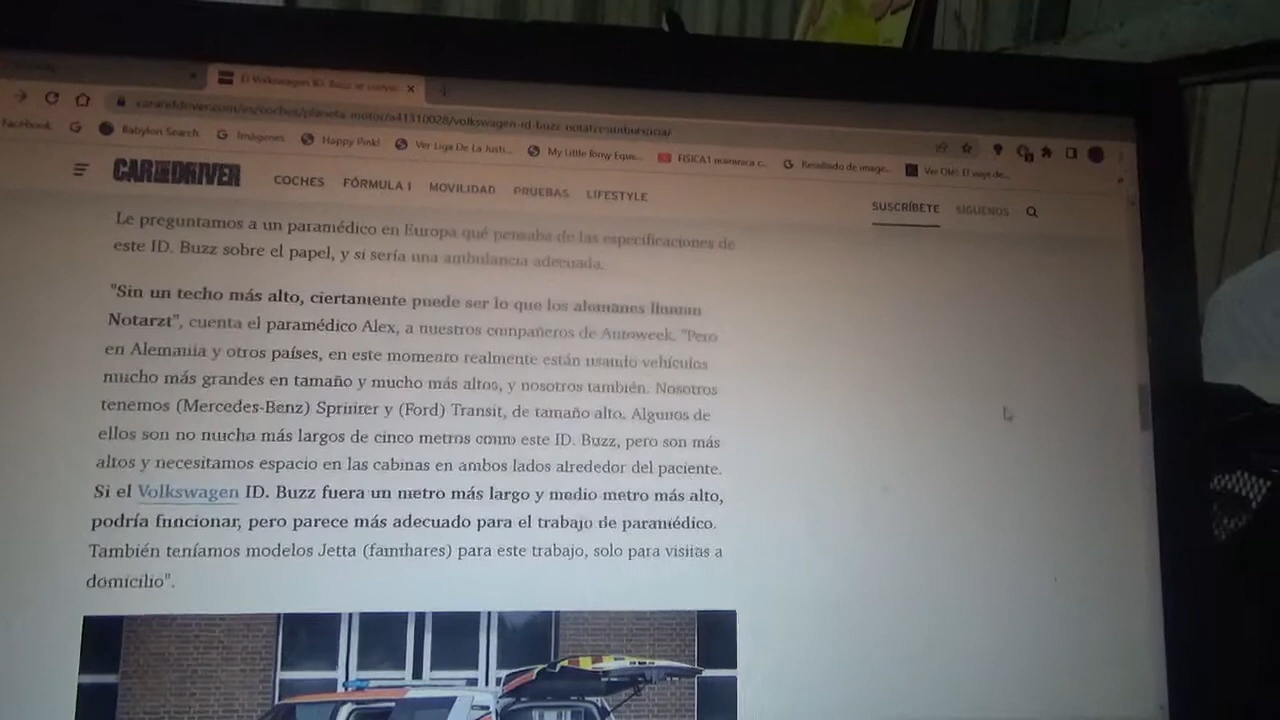 El Volkswagen ID. Buzz se
caranddriver.com/es/coches/planeta-motor/a41310028/volkswagen-id-buzz-notarzt-ambulancia/
Facebook
Babylon Search
Imágenes
Happy Pink!
Ver Liga De La Justi...
My Little Pony Eque...
FISICA1
Resultado de image...
CAR AND DRIVER
COCHES FÓRMULA 1 MOVILIDAD PRUEBAS LIFESTYLE
SUSCRÍBETE SÍGUENOS
Le preguntamos a un paramédico en Europa qué pensaba de las especificaciones de
este ID. Buzz sobre el papel, y si sería una ambulancia adecuada.
"Sin un techo más alto, ciertamente puede ser lo que los alemanes llaman
Notarzt", cuenta el paramédico Alex, a nuestros compañeros de Autoweek. "Pero
en Alemania y otros países, en este momento realmente están usando vehículos
mucho más grandes en tamaño y mucho más altos, y nosotros también. Nosotros
tenemos (Mercedes-Benz) Sprinter y (Ford) Transit, de tamaño alto. Algunos de
ellos son no mucha más largos de cinco metros como este ID. Buzz, pero son más
altos y necesitamos espacio en las cabinas en ambos lados alrededor del paciente.
Si el Volkswagen ID. Buzz fuera un metro más largo y medio metro más alto,
podría funcionar, pero parece más adecuado para el trabajo de paramédico.
También teníamos modelos Jetta (familiares) para este trabajo, solo para visitas a
domicilio".